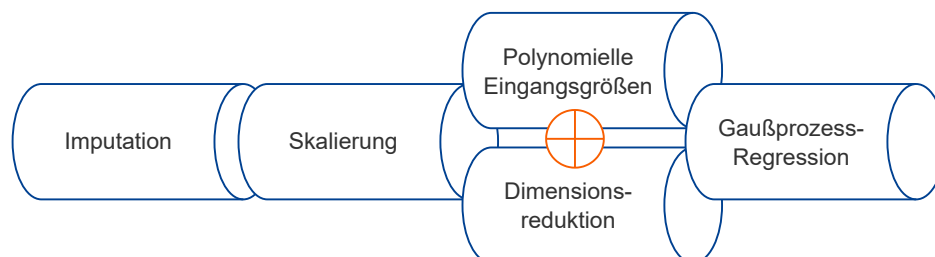 Imputation
Skalierung
Polynomielle
Eingangsgrößen
Dimensions-
reduktion
Gaußprozess-
Regression